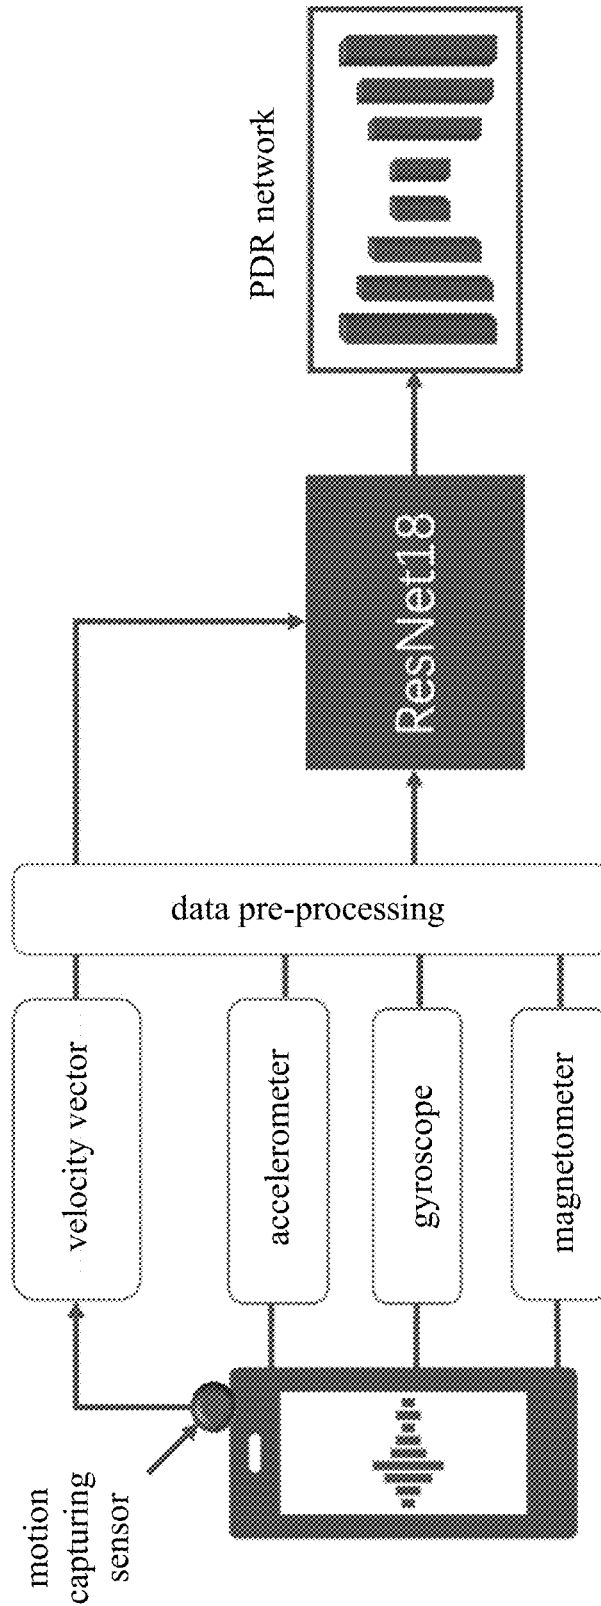 motion
capturing
sensor
velocity vector
accelerometer
gyroscope
magnetometer
data pre-processing
ResNet18
PDR network